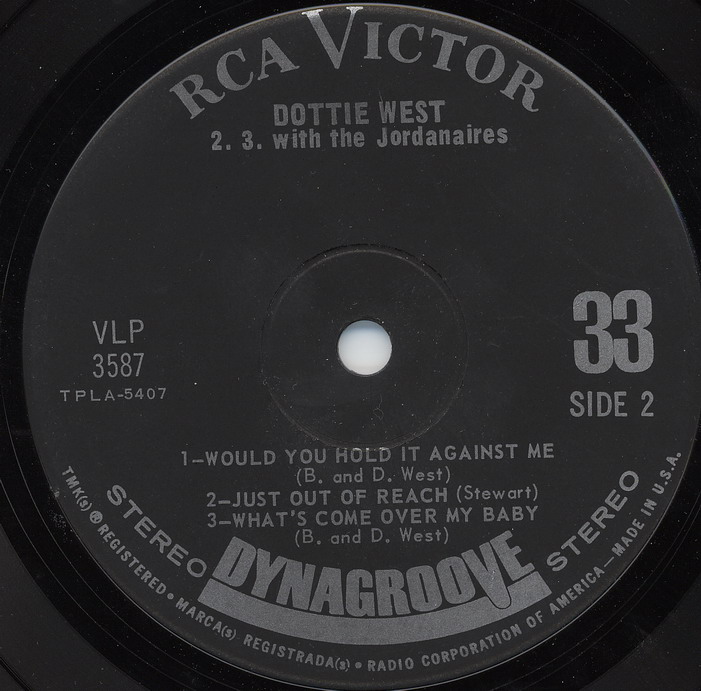 RCA VICTOR
DOTTIE WEST
2. 3. with the Jordanaires
VLP
3587
TPLA-5407
33
SIDE 2
1—WOULD YOU HOLD IT AGAINST ME
(B. and D. West)
2—JUST OUT OF REACH (Stewart)
3—WHAT'S COME OVER MY BABY
(B. and D. West)
STEREO DYNAGROOVE STEREO
TMK(s) ® REGISTERED • MARCA(s) REGISTRADA(s) • RADIO CORPORATION OF AMERICA—MADE IN U.S.A.